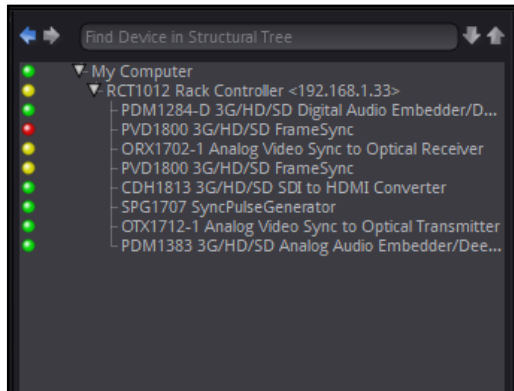 Find Device in Structural Tree
My Computer
RCT1012 Rack Controller <192.168.1.33>
PDM1284-D 3G/HD/SD Digital Audio Embedder/D...
PVD1800 3G/HD/SD FrameSync
ORX1702-1 Analog Video Sync to Optical Receiver
PVD1800 3G/HD/SD FrameSync
CDH1813 3G/HD/SD SDI to HDMI Converter
SPG1707 SyncPulseGenerator
OTX1712-1 Analog Video Sync to Optical Transmitter
PDM1383 3G/HD/SD Analog Audio Embedder/Dee...